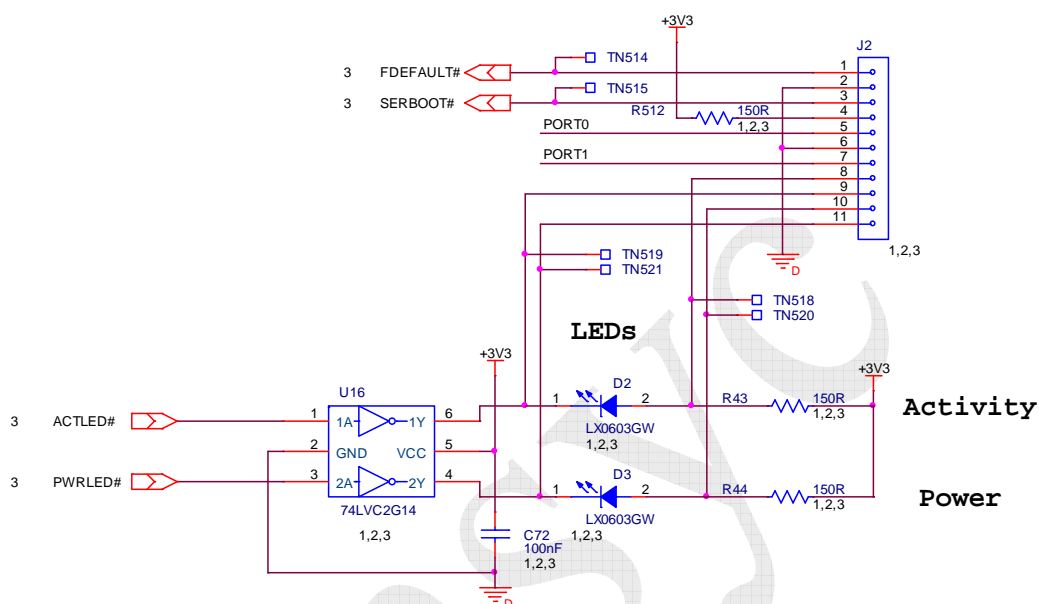 +3V3
J2
TN514
3 FDEFAULT#
1
2
TN515
3 SERBOOT#
3
R512 150R
1,2,3
4
PORT0
5
6
PORT1
7
8
9
10
11
1,2,3
D
TN519
TN521
TN518
TN520
LEDs
+3V3
+3V3
U16
D2
3 ACTLED#
1 1A 1Y 6
1 2
R43 150R
1,2,3
Activity
LX0603GW
1,2,3
2 GND VCC 5
3 PWRLED#
3 2A 2Y 4
D3
1 2
R44 150R
1,2,3
Power
LX0603GW
1,2,3
74LVC2G14
1,2,3
C72
100nF
1,2,3
D
syc